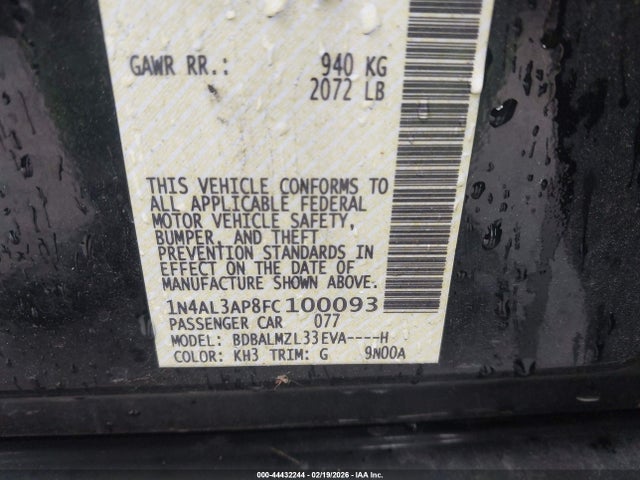 GAWR RR.: 940 KG
2072 LB
THIS VEHICLE CONFORMS TO
ALL APPLICABLE FEDERAL
MOTOR VEHICLE SAFETY,
BUMPER, AND THEFT
PREVENTION STANDARDS IN
EFFECT ON THE DATE OF
MANUFACTURE SHOWN ABOVE.
1N4AL3AP8FC100093
PASSENGER CAR 077
MODEL: BDBALMZL33EVA----H
COLOR: KH3 TRIM: G 9N00A
000-44432244 - 02/19/2026 - IAA Inc.